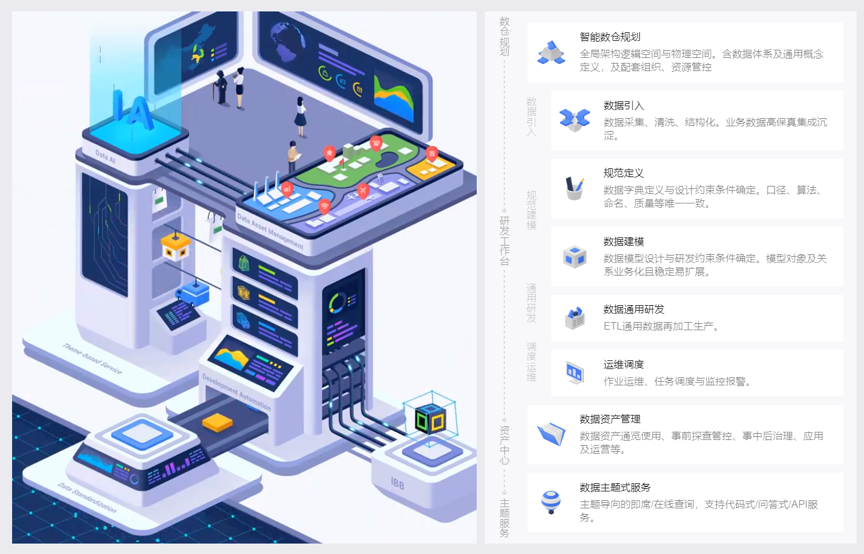 IA
Data AI
Data Asset Management
Theme-based Service
Development Automation
Data Standardization
IBB
数仓规划
研发工作台
资产中心
主题服务
数据引入
规范建模
通用研发
调度运维
智能数仓规划
全局架构逻辑空间与物理空间。含数据体系及通用概念
定义，及配套组织、资源管控
数据引入
数据采集、清洗、结构化。业务数据高保真集成沉
淀。
规范定义
数据字典定义与设计约束条件确定。口径、算法、
命名、质量等唯一一致。
数据建模
数据模型设计与研发约束条件确定。模型对象及关
系业务化且稳定易扩展。
数据通用研发
ETL通用数据再加工生产。
运维调度
作业运维、任务调度与监控报警。
数据资产管理
数据资产通览使用、事前探查管控、事中后治理、应用
及运营等。
数据主题式服务
主题导向的即席/在线查询，支持代码式/问答式/API服
务。